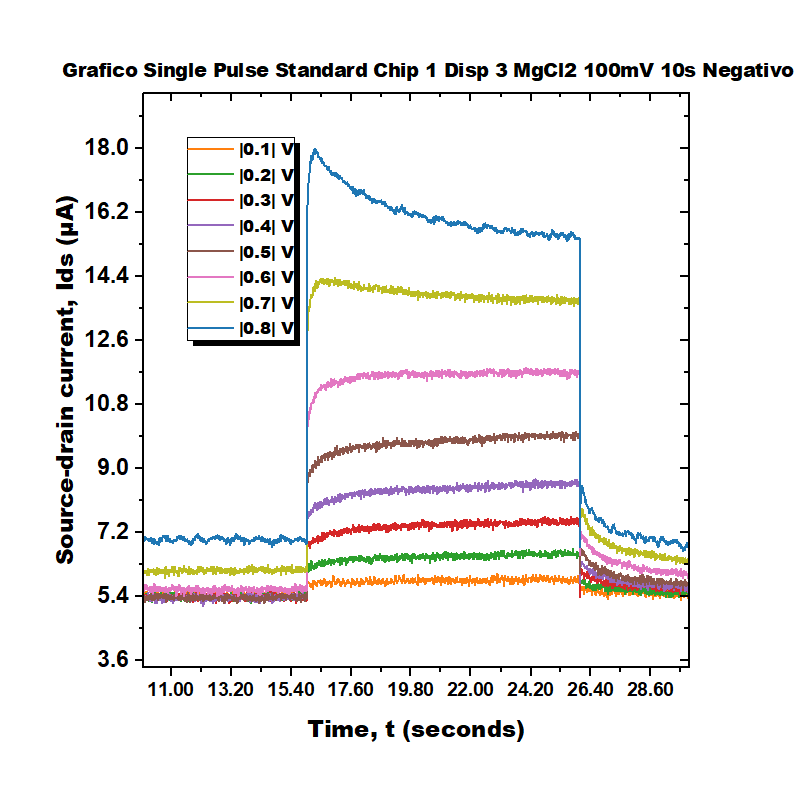 Grafico Single Pulse Standard Chip 1 Disp 3 MgCl2 100mV 10s Negativo
|0.1| V
|0.2| V
|0.3| V
|0.4| V
|0.5| V
|0.6| V
|0.7| V
|0.8| V
Source-drain current, Ids (µA)
18.0
16.2
14.4
12.6
10.8
9.0
7.2
5.4
3.6
11.00 13.20 15.40 17.60 19.80 22.00 24.20 26.40 28.60
Time, t (seconds)